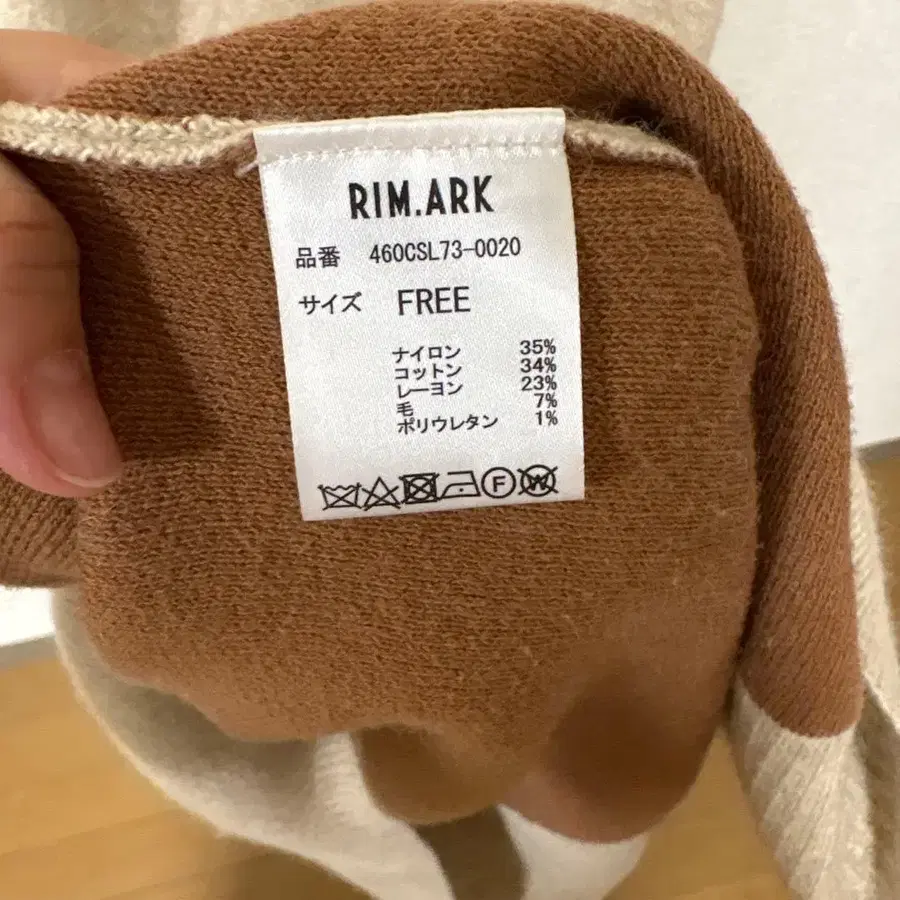 RIM.ARK
品番 460CSL73-0020
サイズ FREE
ナイロン 35%
コットン 34%
レーヨン 23%
毛 7%
ポリウレタン 1%
F W